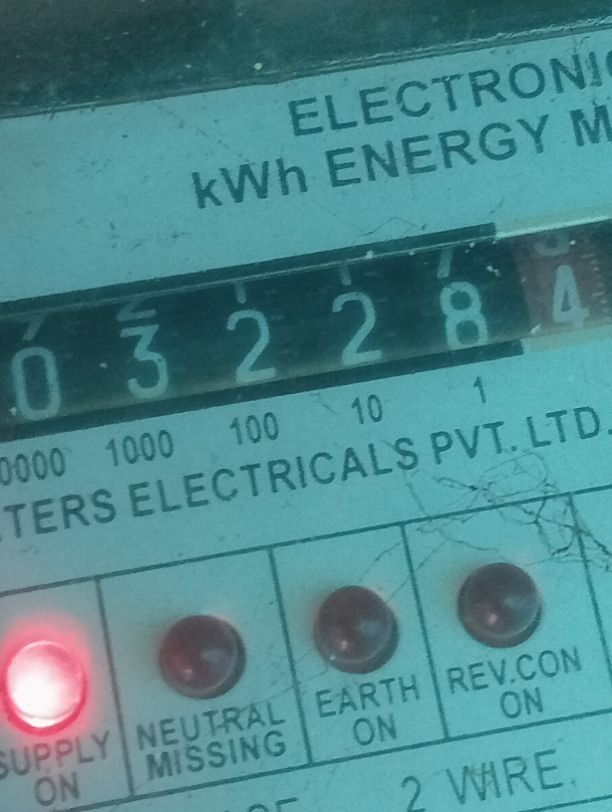 ELECTRONIC
kWh ENERGY M
0 3 2 2 8 4
0000 1000 100 10 1
TERS ELECTRICALS PVT. LTD.
SUPPLY ON
NEUTRAL MISSING
EARTH ON
REV.CON ON
2 WIRE.